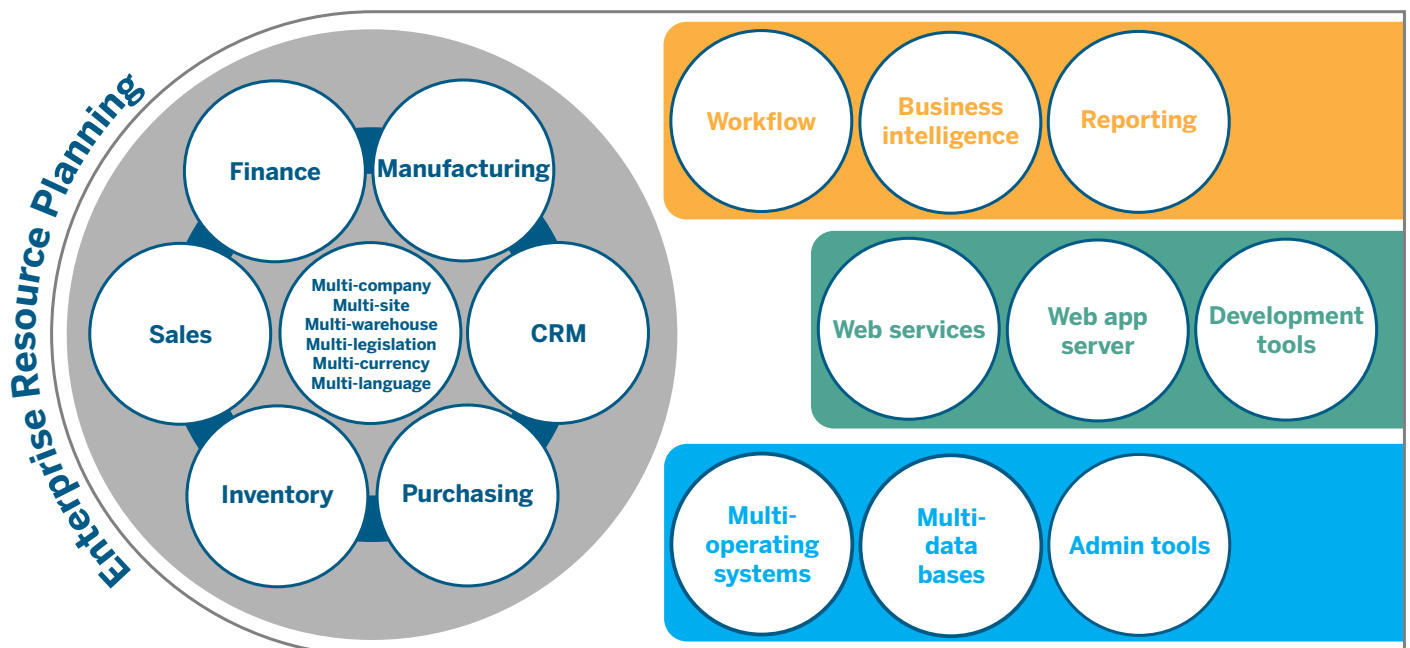 Enterprise Resource Planning
Finance
Manufacturing
Sales
Multi-company
Multi-site
Multi-warehouse
Multi-legislation
Multi-currency
Multi-language
CRM
Inventory
Purchasing
Workflow
Business
intelligence
Reporting
Web services
Web app
server
Development
tools
Multi-
operating
systems
Multi-
data
bases
Admin tools